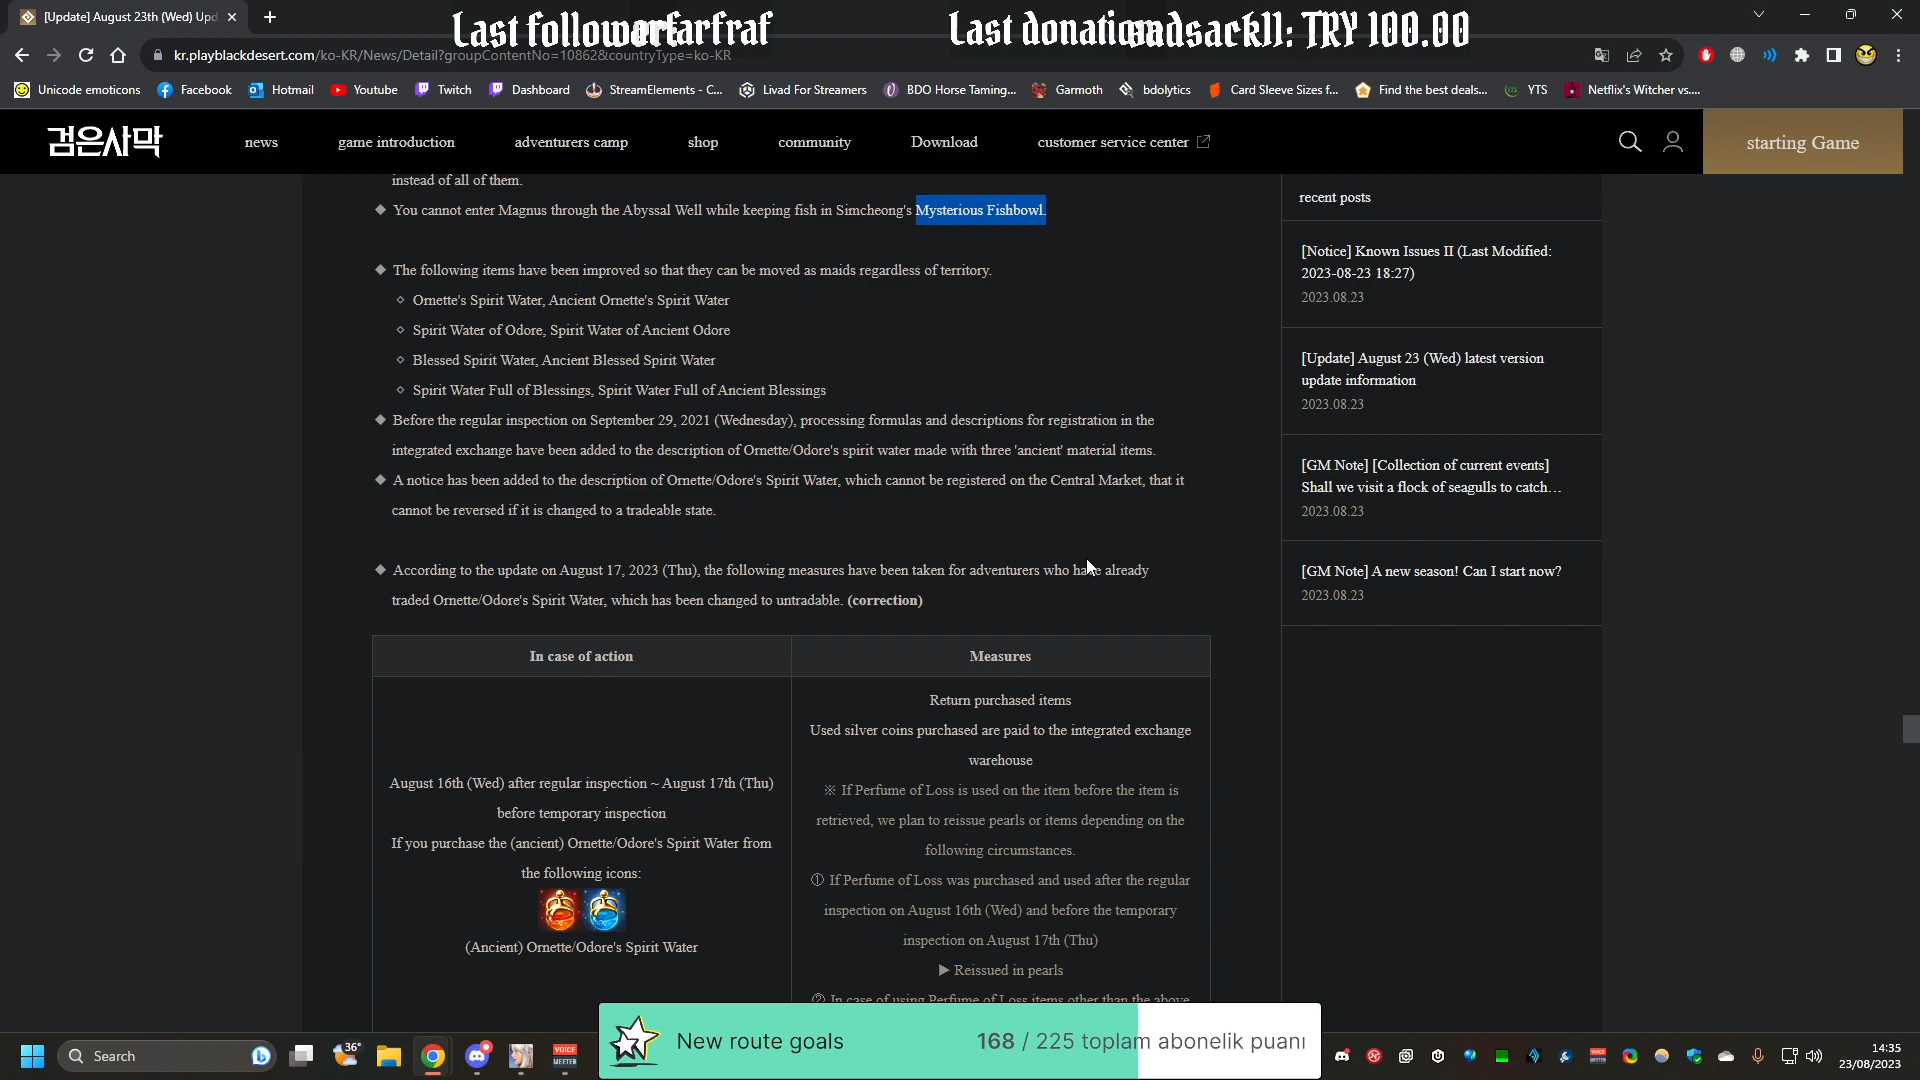 [Update] August 23th (Wed) Upd
Last follower
arfarfraf
Last donation
sadsack11: TRY 100.00
kr.playblackdesert.com/ko-KR/News/Detail?groupContentNo=10862&countryType=ko-KR
Unicode emoticons
Facebook
Hotmail
Youtube
Twitch
Dashboard
StreamElements - C...
Livad For Streamers
BDO Horse Taming...
Garmoth
bdolytics
Card Sleeve Sizes f...
Find the best deals...
YTS
Netflix's Witcher vs....
검은사막
news
game introduction
adventurers camp
shop
community
Download
customer service center
starting Game
instead of all of them.
◆ You cannot enter Magnus through the Abyssal Well while keeping fish in Simcheong's Mysterious Fishbowl.
◆ The following items have been improved so that they can be moved as maids regardless of territory.
◇ Ornette's Spirit Water, Ancient Ornette's Spirit Water
◇ Spirit Water of Odore, Spirit Water of Ancient Odore
◇ Blessed Spirit Water, Ancient Blessed Spirit Water
◇ Spirit Water Full of Blessings, Spirit Water Full of Ancient Blessings
◆ Before the regular inspection on September 29, 2021 (Wednesday), processing formulas and descriptions for registration in the
integrated exchange have been added to the description of Ornette/Odore's spirit water made with three 'ancient' material items.
◆ A notice has been added to the description of Ornette/Odore's Spirit Water, which cannot be registered on the Central Market, that it
cannot be reversed if it is changed to a tradeable state.
◆ According to the update on August 17, 2023 (Thu), the following measures have been taken for adventurers who have already
traded Ornette/Odore's Spirit Water, which has been changed to untradable. (correction)
In case of action
Measures
August 16th (Wed) after regular inspection ~ August 17th (Thu)
before temporary inspection
If you purchase the (ancient) Ornette/Odore's Spirit Water from
the following icons:
(Ancient) Ornette/Odore's Spirit Water
Return purchased items
Used silver coins purchased are paid to the integrated exchange
warehouse
※ If Perfume of Loss is used on the item before the item is
retrieved, we plan to reissue pearls or items depending on the
following circumstances.
① If Perfume of Loss was purchased and used after the regular
inspection on August 16th (Wed) and before the temporary
inspection on August 17th (Thu)
▶ Reissued in pearls
② In case of using Perfume of Loss items other than the above
recent posts
[Notice] Known Issues II (Last Modified:
2023-08-23 18:27)
2023.08.23
[Update] August 23 (Wed) latest version
update information
2023.08.23
[GM Note] [Collection of current events]
Shall we visit a flock of seagulls to catch…
2023.08.23
[GM Note] A new season! Can I start now?
2023.08.23
New route goals
168 / 225 toplam abonelik puanı
Search
36°
VOICE
MEETER
14:35
23/08/2023